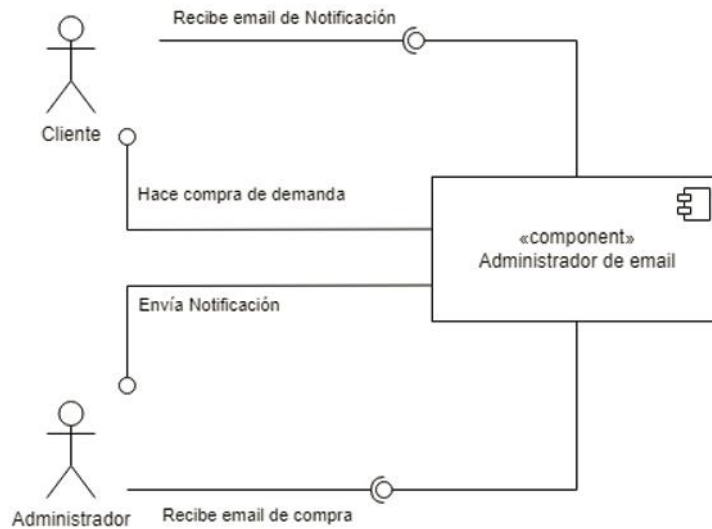 Recibe email de Notificación
Cliente
Hace compra de demanda
«component»
Administrador de email
Envía Notificación
Administrador
Recibe email de compra